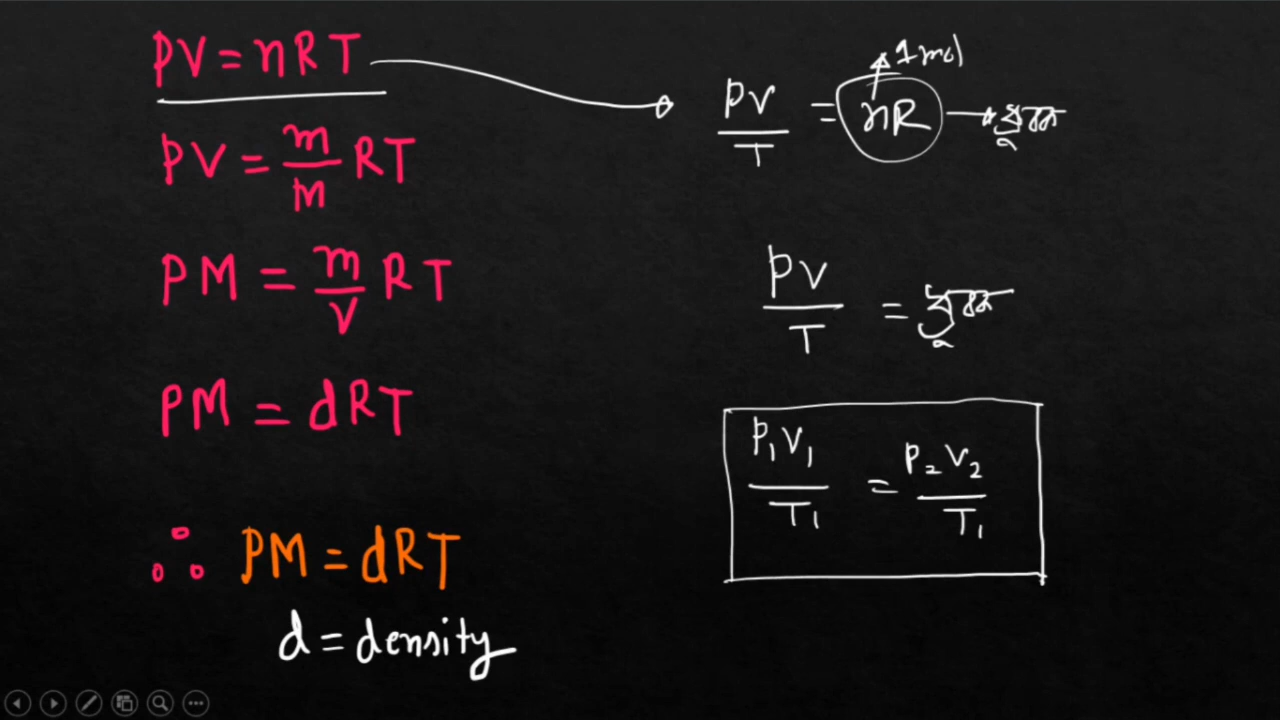 PV = nRT
PV = m/m RT
PM = m/V RT
PM = dRT
∴ PM = dRT
d = density
1 mol
PV/T = nR → ধ্রুবক
PV/T = ধ্রুবক
P₁V₁/T₁ = P₂V₂/T₁